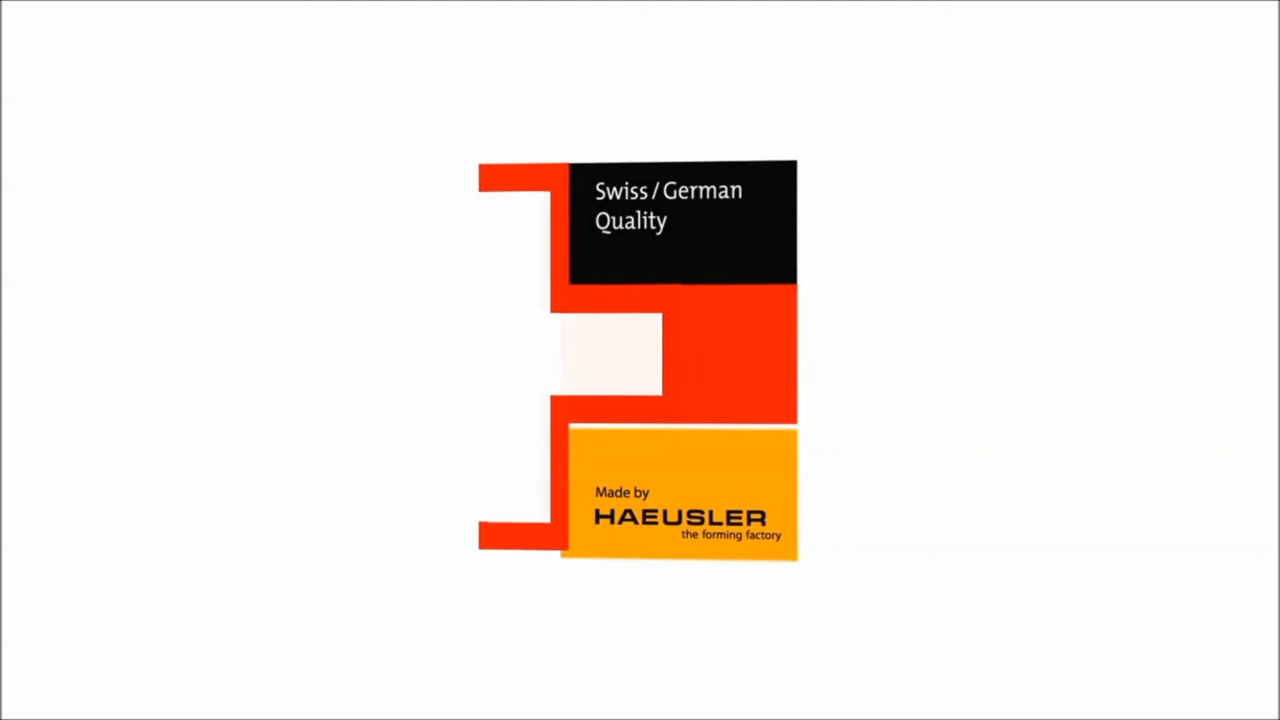 Swiss / German
Quality
Made by
HAEUSLER
the forming factory